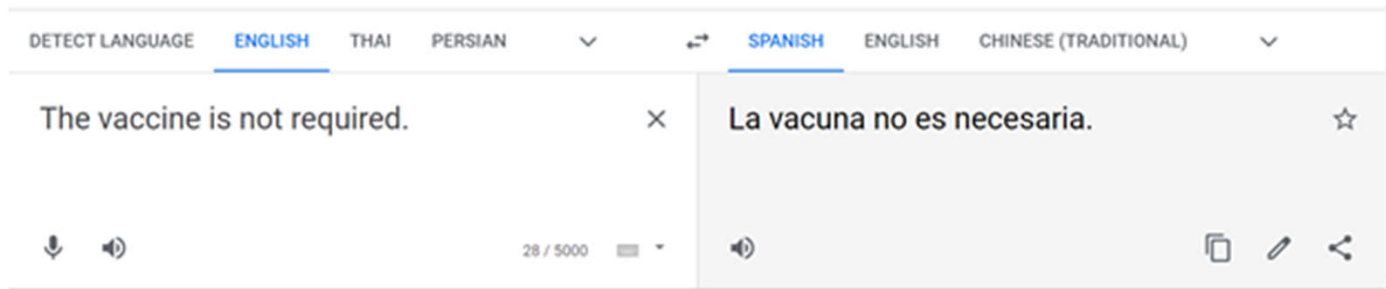 DETECT LANGUAGE ENGLISH THAI PERSIAN SPANISH ENGLISH CHINESE (TRADITIONAL)
The vaccine is not required.
La vacuna no es necesaria.
28 / 5000